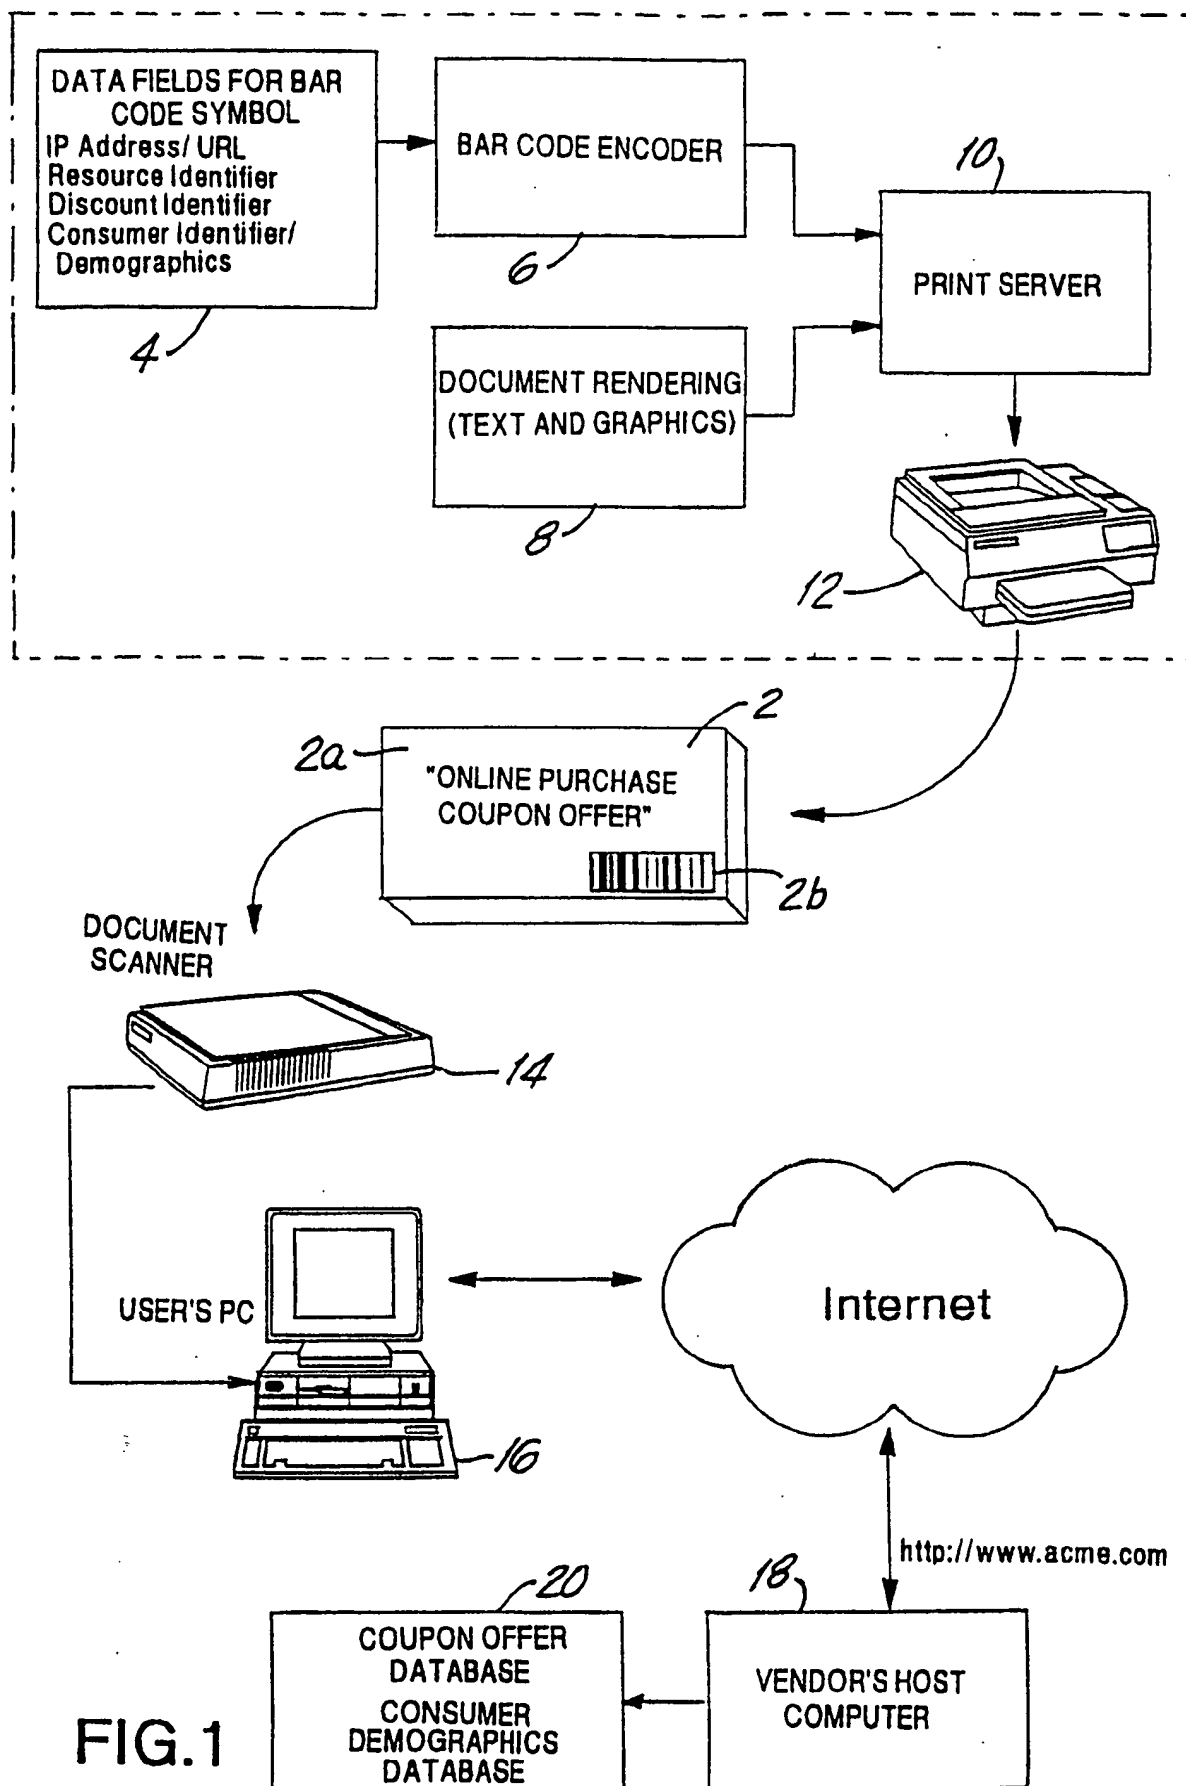 DATA FIELDS FOR BAR
CODE SYMBOL
IP Address/ URL
Resource Identifier
Discount Identifier
Consumer Identifier/
Demographics
4
BAR CODE ENCODER
6
DOCUMENT RENDERING
(TEXT AND GRAPHICS)
8
10
PRINT SERVER
12
2
2a
"ONLINE PURCHASE
COUPON OFFER"
2b
DOCUMENT
SCANNER
14
USER'S PC
16
Internet
http://www.acme.com
18
VENDOR'S HOST
COMPUTER
20
COUPON OFFER
DATABASE
CONSUMER
DEMOGRAPHICS
DATABASE
FIG.1